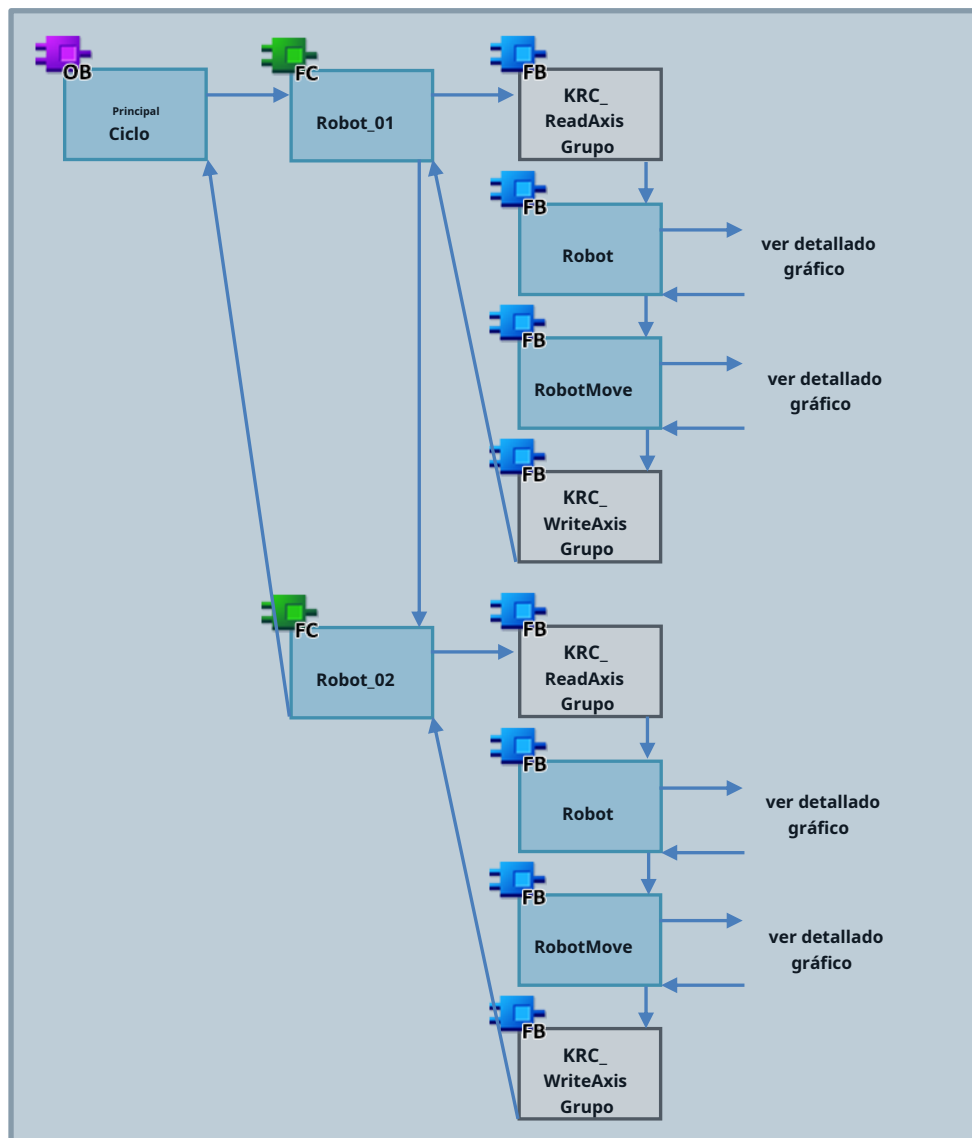 OB
Principal
Ciclo
FC
Robot_01
FB
KRC_
ReadAxis
Grupo
FB
Robot
ver detallado
gráfico
FB
RobotMove
ver detallado
gráfico
FB
KRC_
WriteAxis
Grupo
FC
Robot_02
FB
KRC_
ReadAxis
Grupo
FB
Robot
ver detallado
gráfico
FB
RobotMove
ver detallado
gráfico
FB
KRC_
WriteAxis
Grupo